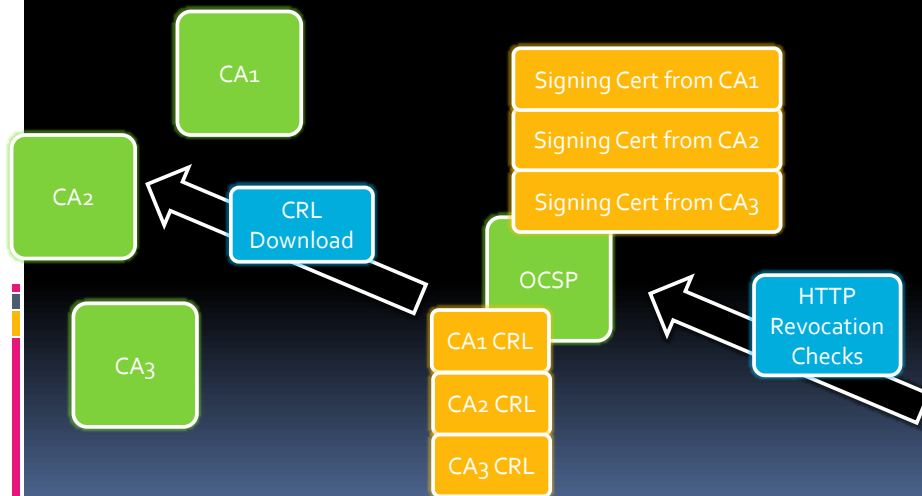 CA1
Signing Cert from CA1
Signing Cert from CA2
Signing Cert from CA3
CA2
CRL
Download
OCSP
HTTP
Revocation
Checks
CA3
CA1 CRL
CA2 CRL
CA3 CRL